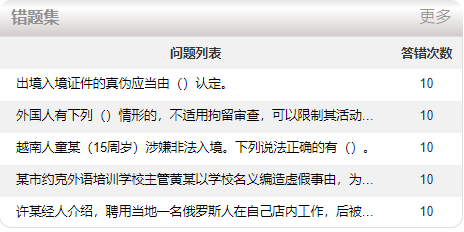 错题集 更多
问题列表 答错次数
出境入境证件的真伪应当由（）认定。 10
外国人有下列（）情形的，不适用拘留审查，可以限制其活动... 10
越南人童某（15周岁）涉嫌非法入境。下列说法正确的有（）。 10
某市约克外语培训学校主管黄某以学校名义编造虚假事由，为... 10
许某经人介绍，聘用当地一名俄罗斯人在自己店内工作，后被... 10